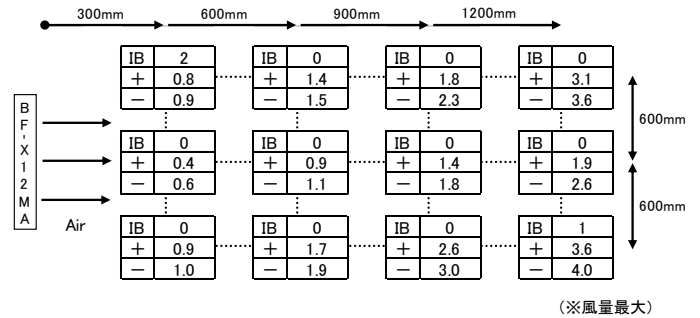 300mm 600mm 900mm 1200mm
IB 2 IB 0 IB 0 IB 0
+ 0.8 + 1.4 + 1.8 + 3.1
− 0.9 − 1.5 − 2.3 − 3.6
600mm
BF-X12MA
IB 0 IB 0 IB 0 IB 0
+ 0.4 + 0.9 + 1.4 + 1.9
− 0.6 − 1.1 − 1.8 − 2.6
600mm
Air
IB 0 IB 0 IB 0 IB 1
+ 0.9 + 1.7 + 2.6 + 3.6
− 1.0 − 1.9 − 3.0 − 4.0
(※風量最大)